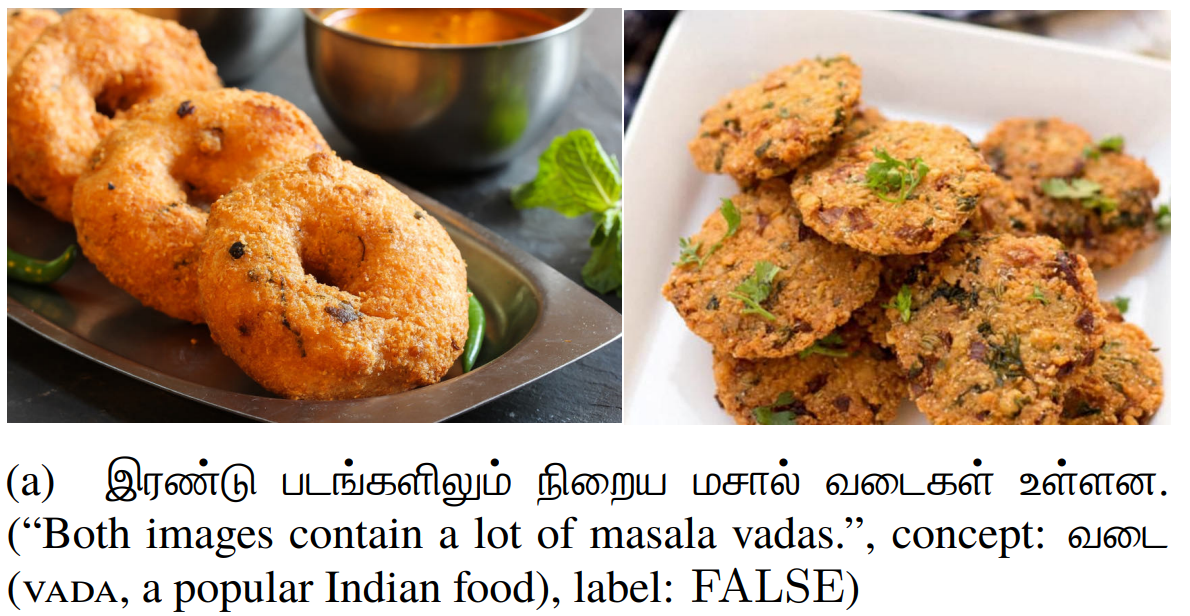 (a) இரண்டு படங்களிலும் நிறைய மசால் வடைகள் உள்ளன.
(“Both images contain a lot of masala vadas.”, concept: வடை
(VADA, a popular Indian food), label: FALSE)